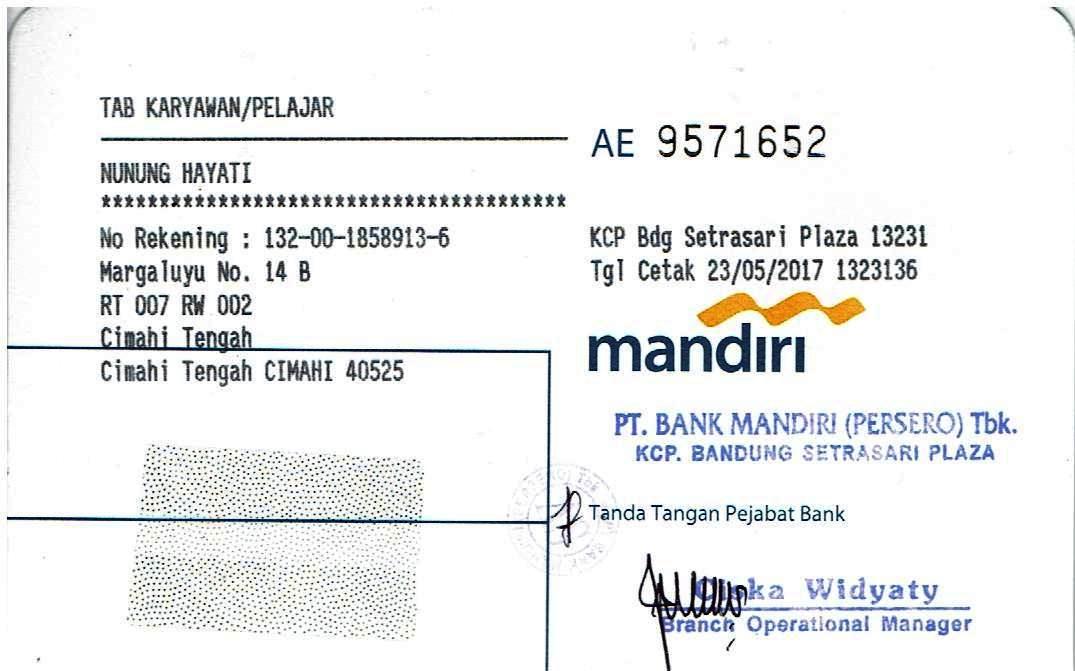 TAB KARYAWAN/PELAJAR
AE 9571652
NUNUNG HAYATI
****************************************
No Rekening : 132-00-1858913-6
Margaluyu No. 14 B
RT 007 RW 002
Cimahi Tengah
Cimahi Tengah CIMAHI 40525
KCP Bdg Setrasari Plaza 13231
Tgl Cetak 23/05/2017 1323136
mandiri
PT. BANK MANDIRI (PERSERO) Tbk.
KCP. BANDUNG SETRASARI PLAZA
Tanda Tangan Pejabat Bank
Widyaty
Branch Operational Manager